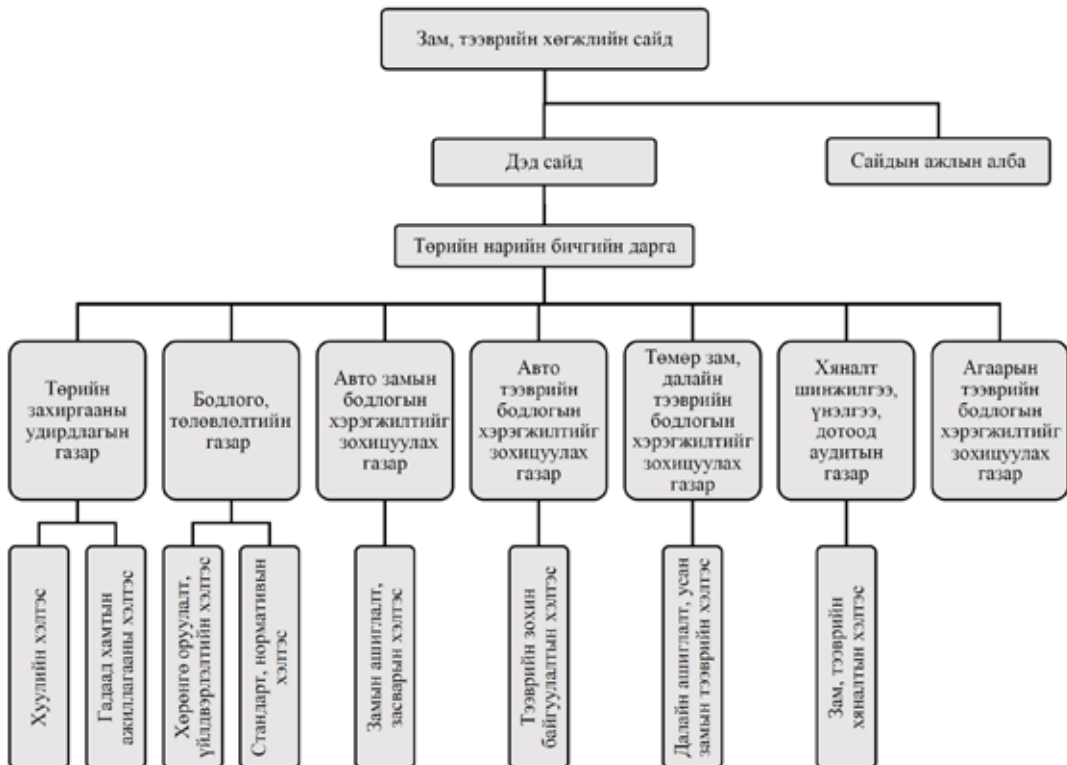 Зам, тээврийн хөгжлийн сайд
Дэд сайд
Сайдын ажлын алба
Төрийн нарийн бичгийн дарга
Төрийн
захиргааны
удирдлагын
газар
Бодлого,
төлөвлөлтийн
газар
Авто замын
бодлогын
хэрэгжилтийг
зохицуулах
газар
Авто
тээврийн
бодлогын
хэрэгжилтийг
зохицуулах
газар
Төмөр зам,
далайн
тээврийн
бодлогын
хэрэгжилтийг
зохицуулах
газар
Хяналт
шинжилгээ,
үнэлгээ,
дотоод
аудитын
газар
Агаарын
тээврийн
бодлогын
хэрэгжилтийг
зохицуулах
газар
Хуулийн хэлтэс
Гадаад хамтын
ажиллагааны хэлтэс
Хөрөнгө оруулалт,
үйлдвэрлэлтийн хэлтэс
Стандарт, нормативын
хэлтэс
Замын ашиглалт,
засварын хэлтэс
Тээврийн зохин
байгуулалтын хэлтэс
Далайн ашиглалт, усан
замын тээврийн хэлтэс
Зам, тээврийн
хяналтын хэлтэс